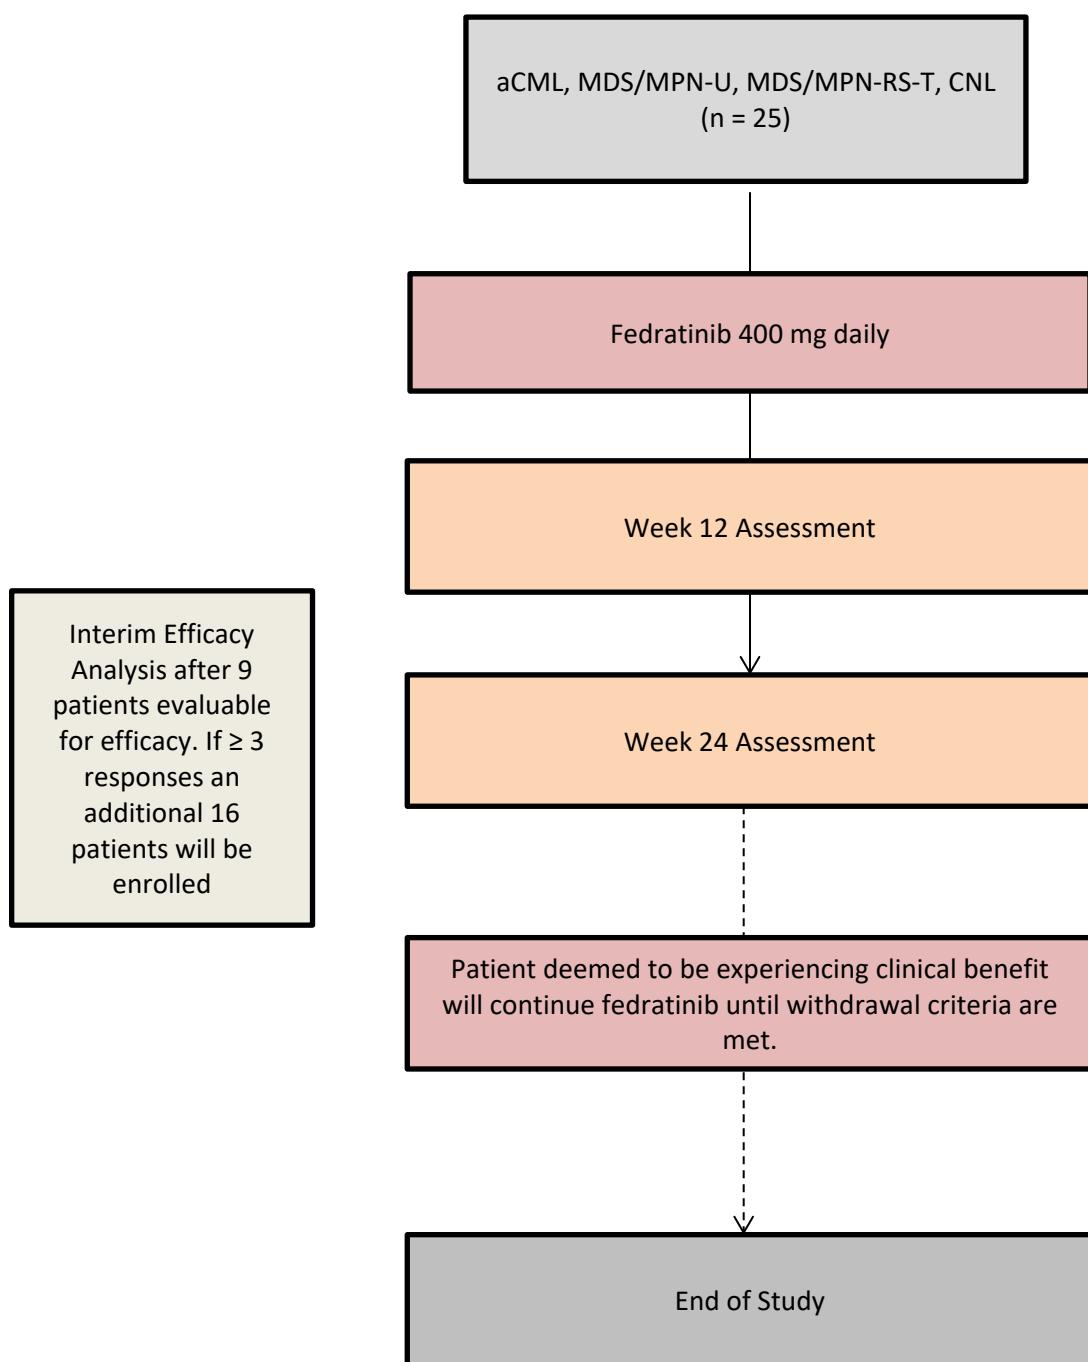 aCML, MDS/MPN-U, MDS/MPN-RS-T, CNL
(n = 25)
Fedratinib 400 mg daily
Week 12 Assessment
Interim Efficacy
Analysis after 9
patients evaluable
for efficacy. If ≥ 3
responses an
additional 16
patients will be
enrolled
Week 24 Assessment
Patient deemed to be experiencing clinical benefit
will continue fedratinib until withdrawal criteria are
met.
End of Study